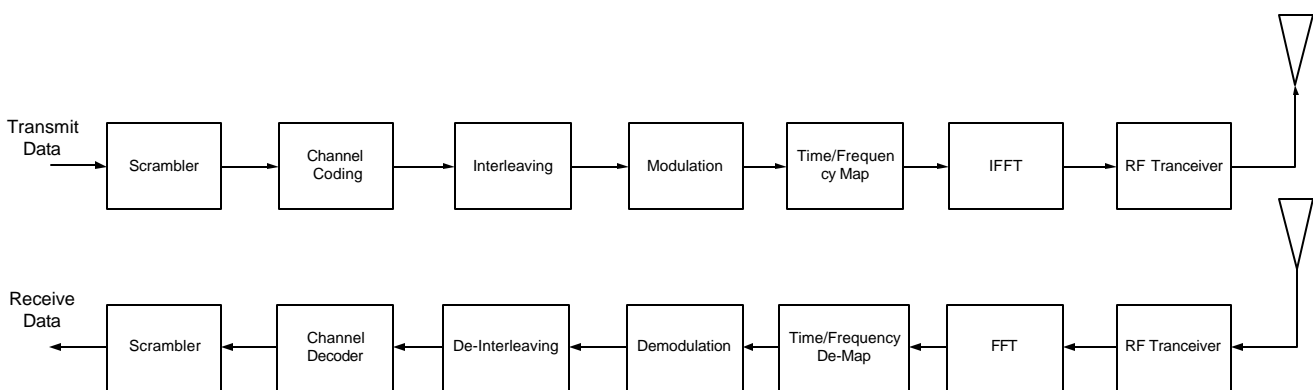 Transmit
Data
Scrambler
Channel
Coding
Interleaving
Modulation
Time/Frequen
cy Map
IFFT
RF Tranceiver
Receive
Data
Scrambler
Channel
Decoder
De-Interleaving
Demodulation
Time/Frequency
De-Map
FFT
RF Tranceiver